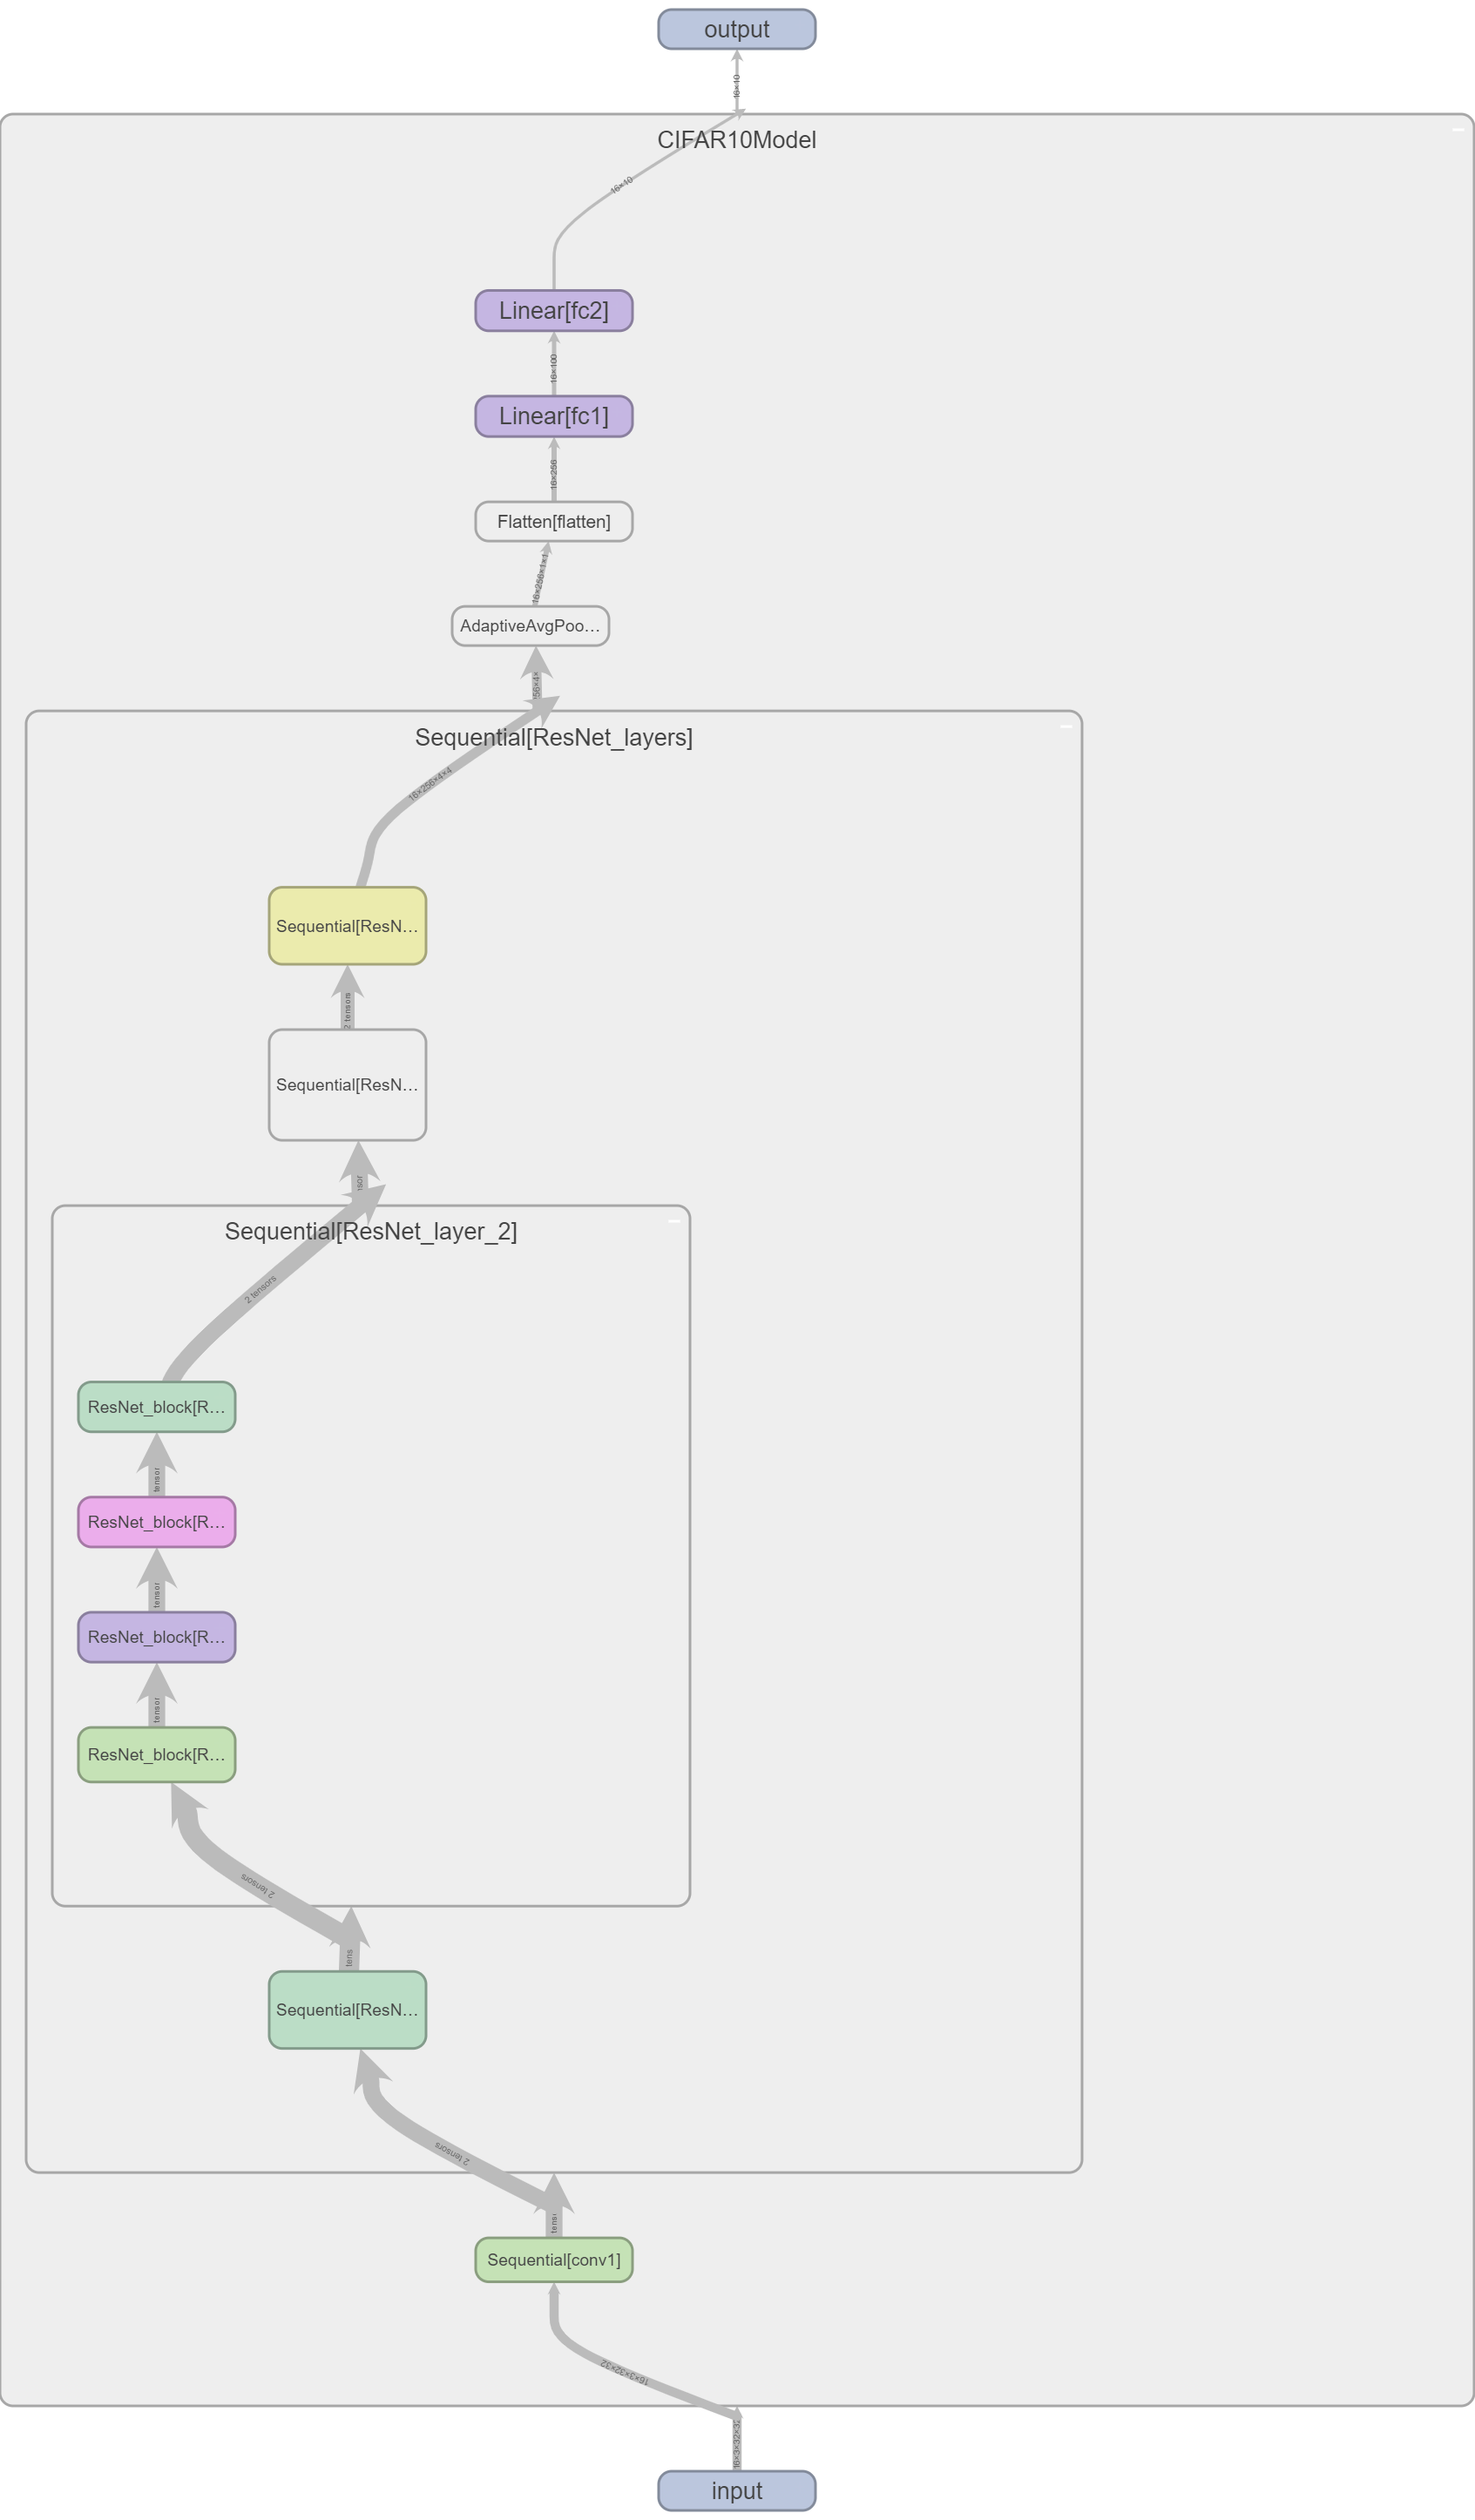 output
16×10
CIFAR10Model
16×10
Linear[fc2]
16×100
Linear[fc1]
16×256
Flatten[flatten]
16×256×1×1
AdaptiveAvgPoo…
56×4×
Sequential[ResNet_layers]
16×256×4×4
Sequential[ResN…
2 tensors
Sequential[ResN…
sor
Sequential[ResNet_layer_2]
2 tensors
ResNet_block[R…
tensor
ResNet_block[R…
tensor
ResNet_block[R…
tensor
ResNet_block[R…
2 tensors
tens
Sequential[ResN…
2 tensors
tens
Sequential[conv1]
16×3×32×32
16×3×32×32
input